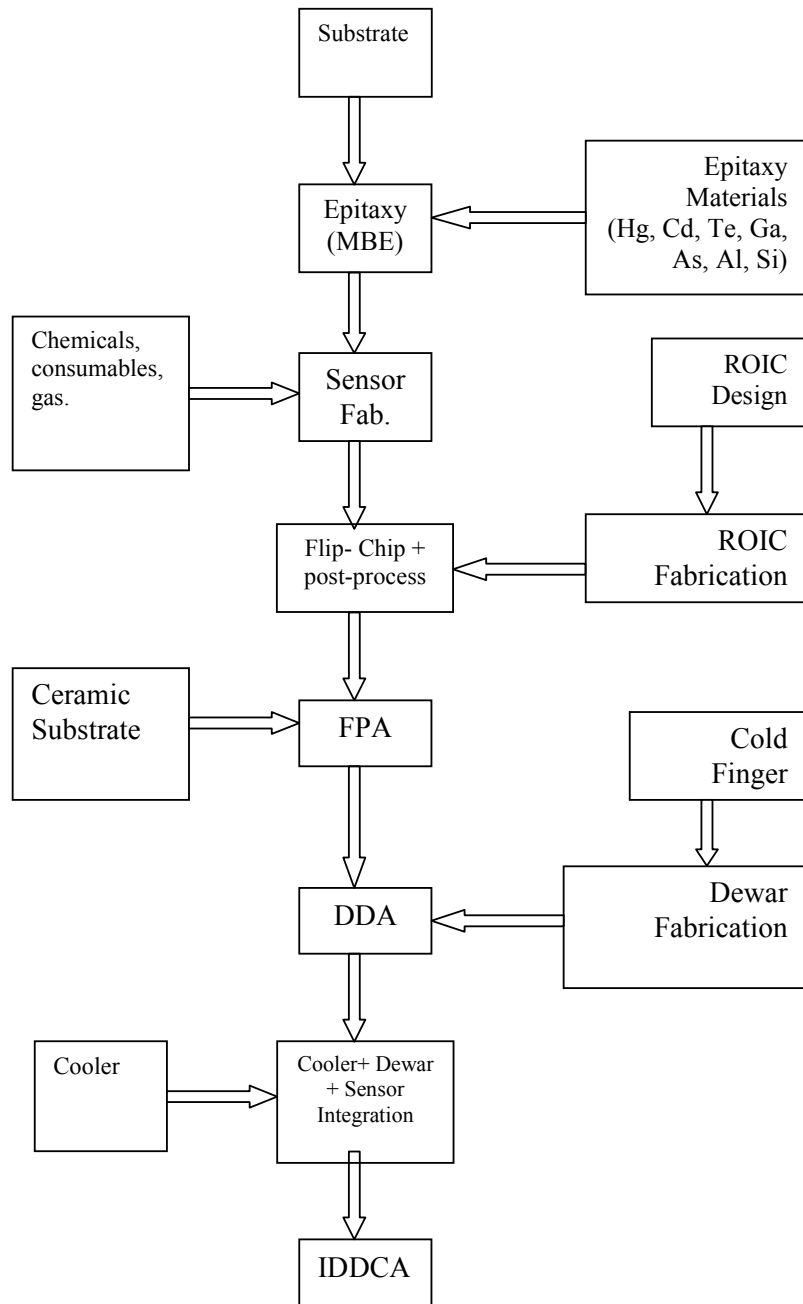 Substrate
Epitaxy
Materials
(Hg, Cd, Te, Ga,
As, Al, Si)
Epitaxy
(MBE)
Chemicals,
consumables,
gas.
Sensor
Fab.
ROIC
Design
Flip- Chip +
post-process
ROIC
Fabrication
Ceramic
Substrate
FPA
Cold
Finger
DDA
Dewar
Fabrication
Cooler
Cooler+ Dewar
+ Sensor
Integration
IDDCA